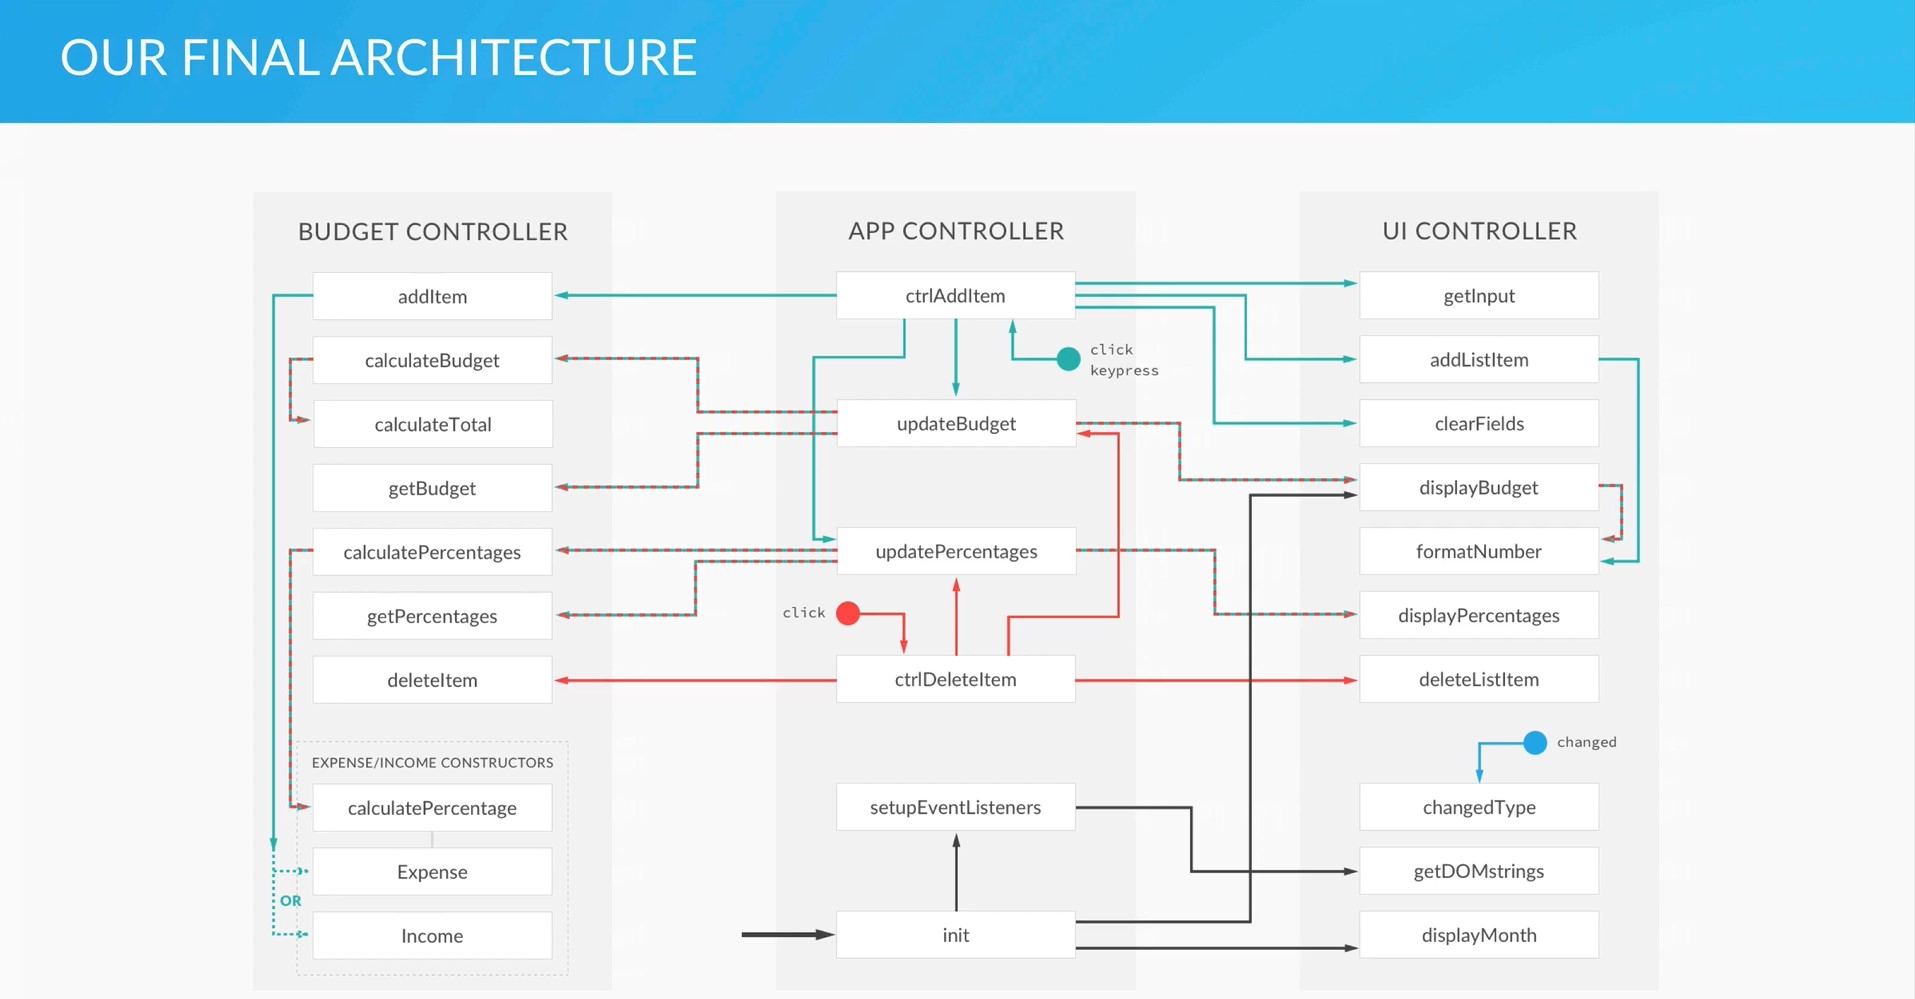 OUR FINAL ARCHITECTURE
BUDGET CONTROLLER
addItem
calculateBudget
calculateTotal
getBudget
calculatePercentages
getPercentages
deleteItem
EXPENSE/INCOME CONSTRUCTORS
calculatePercentage
Expense
OR
Income
APP CONTROLLER
ctrlAddItem
click
keypress
updateBudget
updatePercentages
click
ctrlDeleteItem
setupEventListeners
init
UI CONTROLLER
getInput
addListItem
clearFields
displayBudget
formatNumber
displayPercentages
deleteListItem
changed
changedType
getDOMstrings
displayMonth